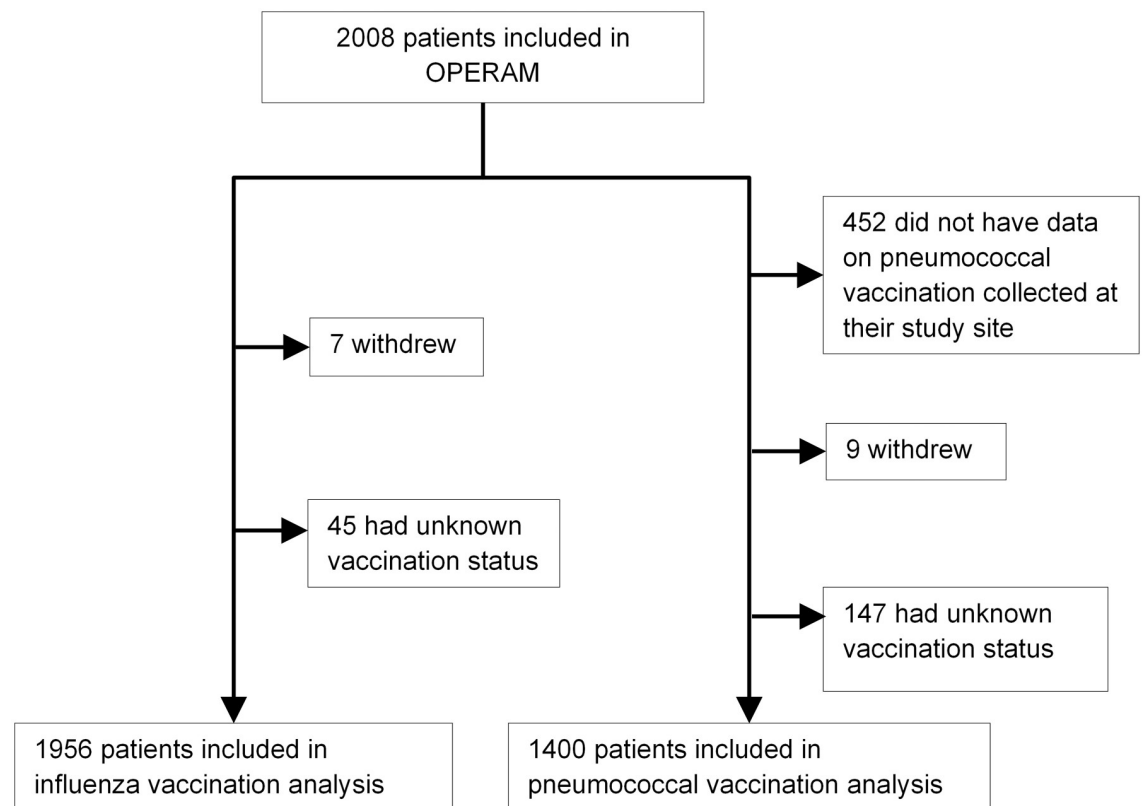 2008 patients included in
OPERAM
452 did not have data
on pneumococcal
vaccination collected at
their study site
7 withdrew
9 withdrew
45 had unknown
vaccination status
147 had unknown
vaccination status
1956 patients included in
influenza vaccination analysis
1400 patients included in
pneumococcal vaccination analysis